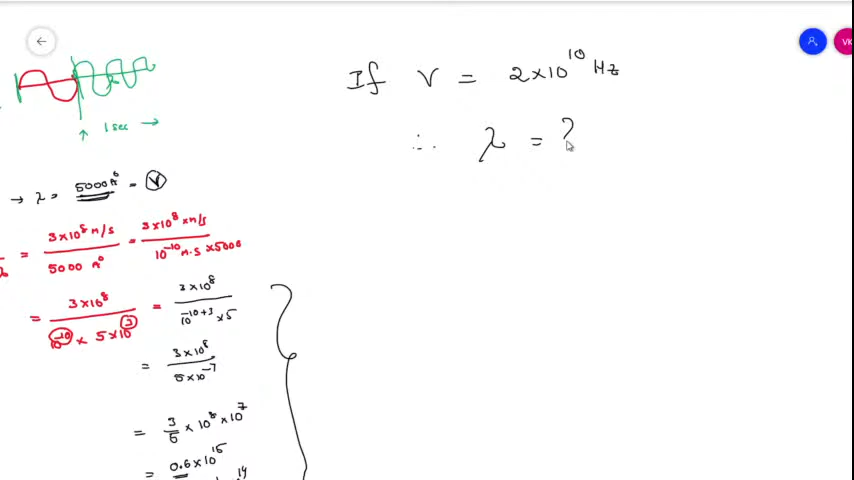 1 sec →
→ λ = 5000 A° = ν
= 3×10⁸ m/s / 5000 A° = 3×10⁸ × m/s / 10⁻¹⁰ m·s × 5000
= 3×10⁸ / 10⁻¹⁰ × 5×10³ = 3×10⁸ / 10⁻¹⁰⁺³ × 5
= 3×10⁸ / 5×10⁻⁷
= 3/5 × 10⁸ × 10⁷
= 0.6×10¹⁵
If ν = 2×10¹⁰ Hz
∴ λ = ?
VK